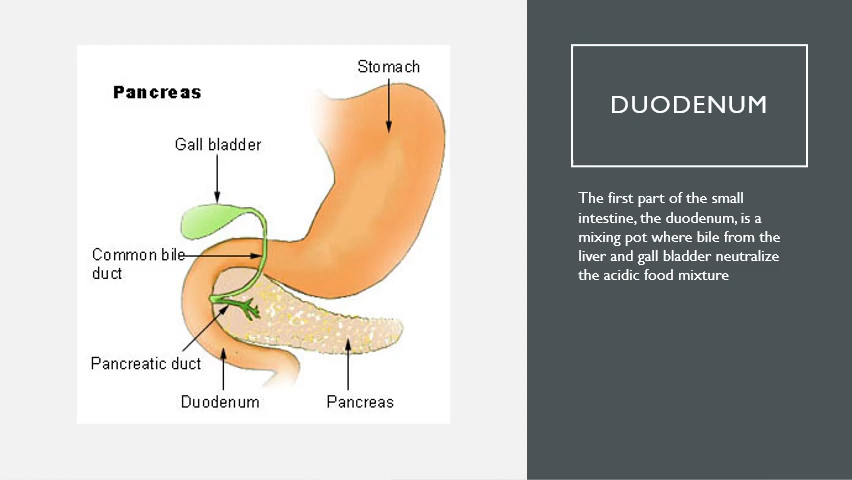 Pancreas
Stomach
Gall bladder
Common bile
duct
Pancreatic duct
Duodenum
Pancreas
DUODENUM
The first part of the small
intestine, the duodenum, is a
mixing pot where bile from the
liver and gall bladder neutralize
the acidic food mixture